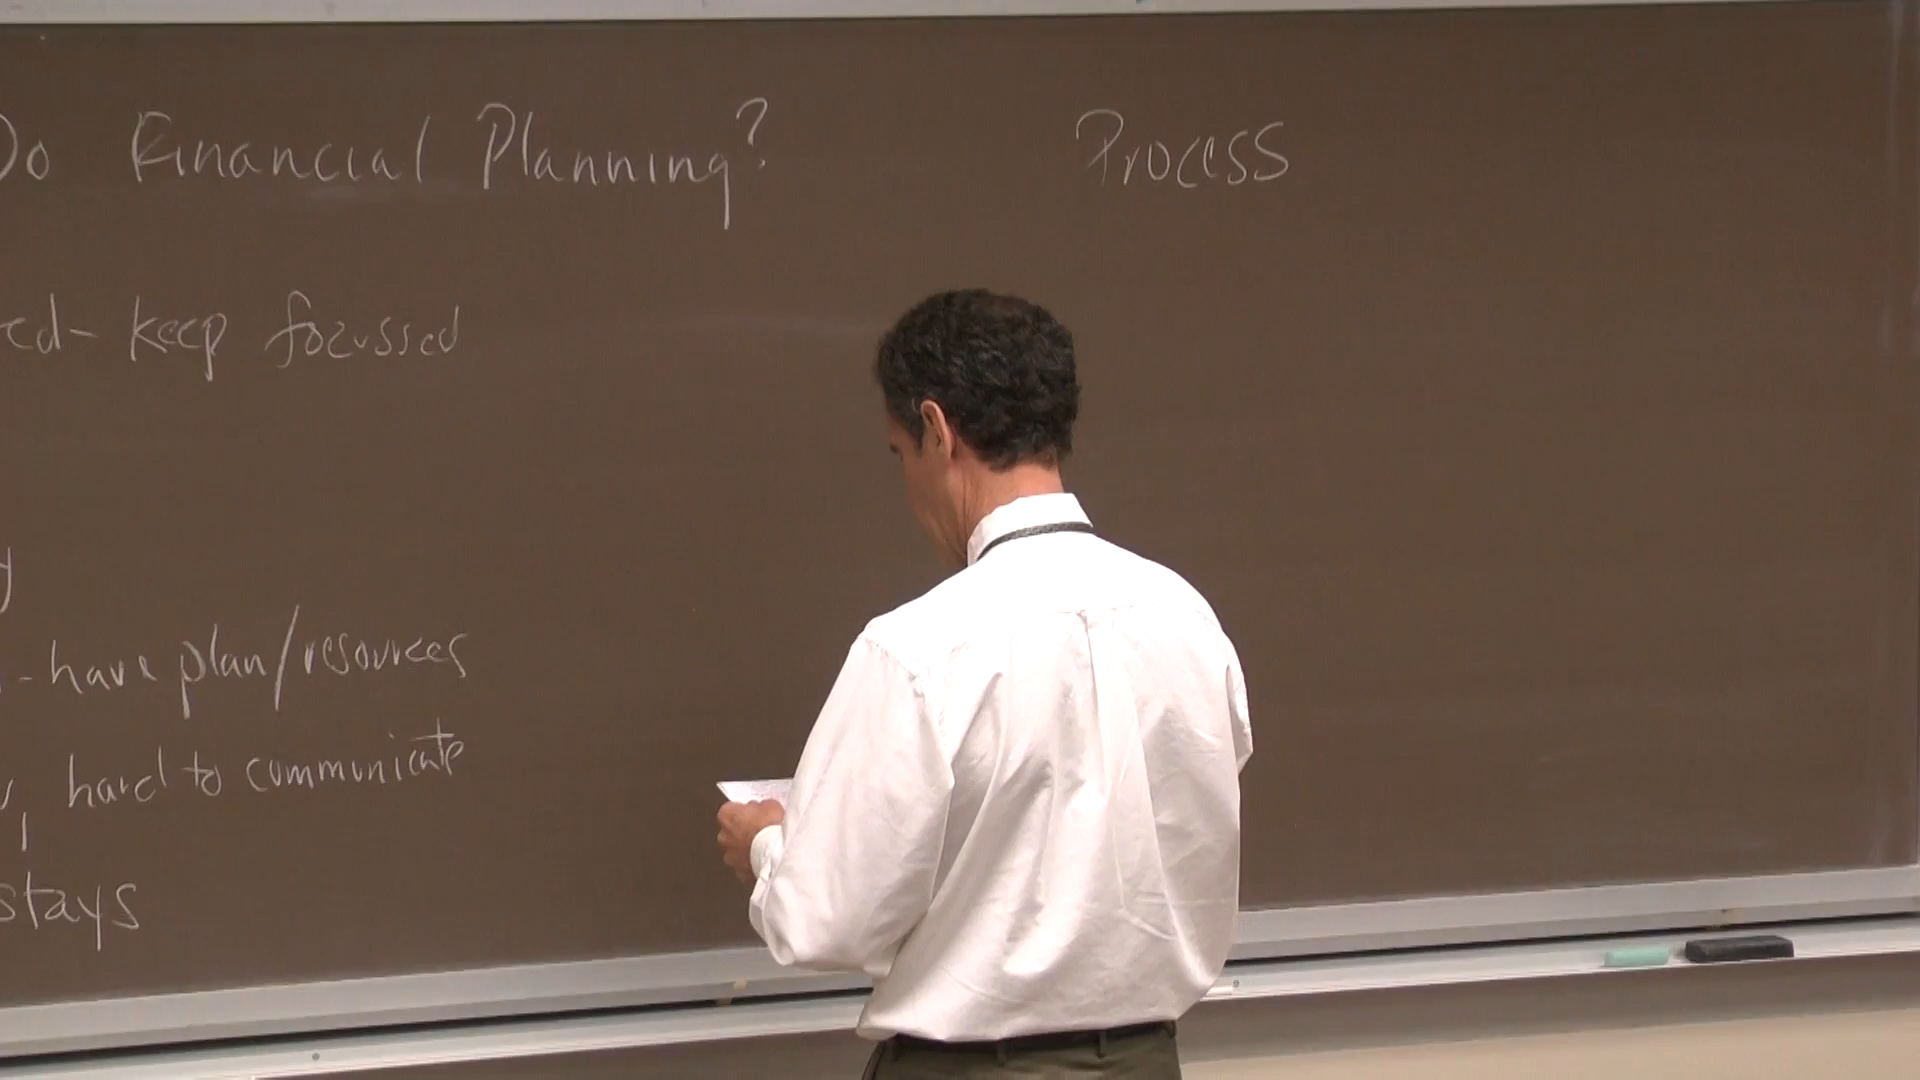 Do Financial Planning?
Process
ed- keep focussed
y
- have plan/resources
, hard to communicate
stays